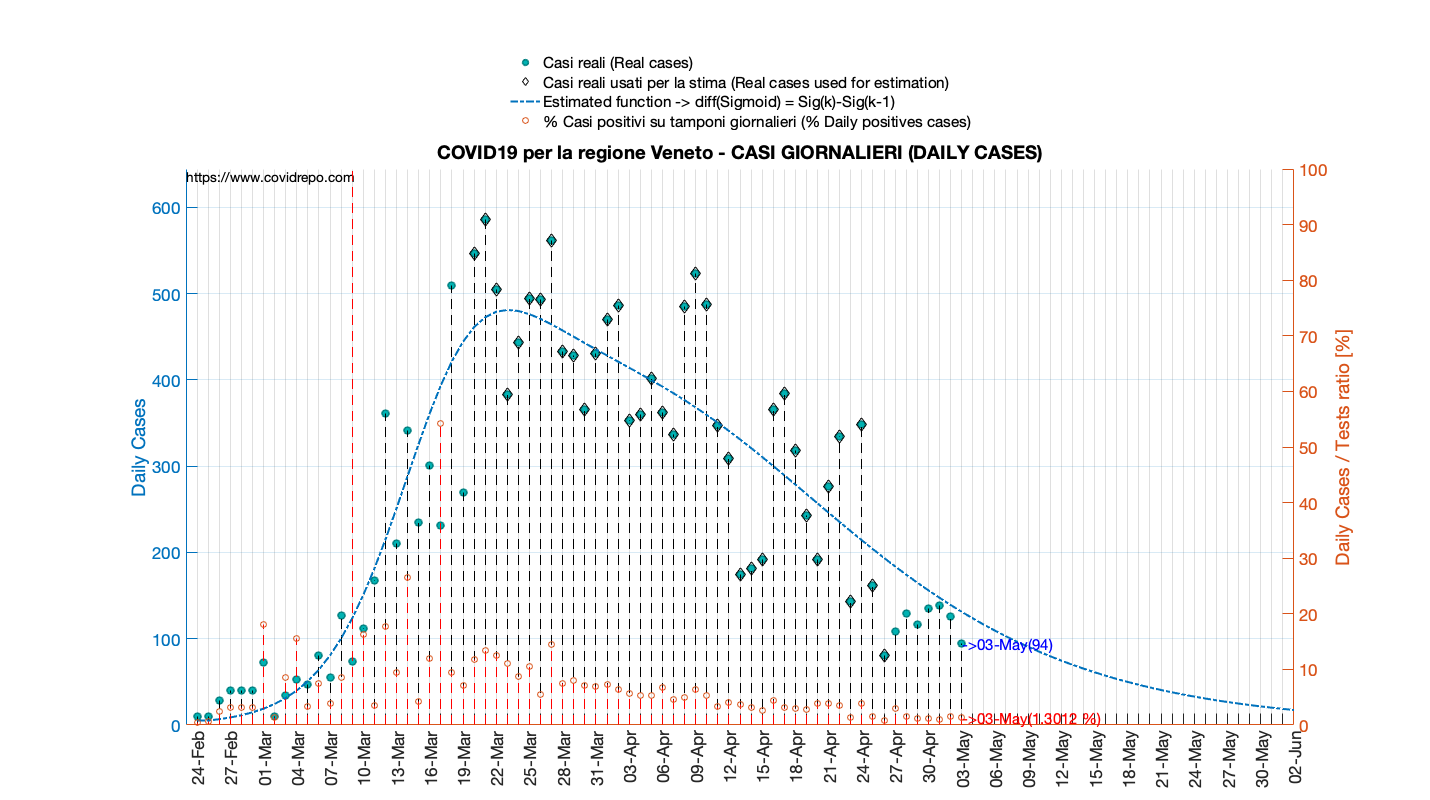 Casi reali (Real cases)
Casi reali usati per la stima (Real cases used for estimation)
Estimated function -> diff(Sigmoid) = Sig(k)-Sig(k-1)
% Casi positivi su tamponi giornalieri (% Daily positives cases)
COVID19 per la regione Veneto - CASI GIORNALIERI (DAILY CASES)
https://www.covidrepo.com
600
500
400
300
200
100
0
Daily Cases
100
90
80
70
60
50
40
30
20
10
0
Daily Cases / Tests ratio [%]
->03-May(94)
->03-May(1.3012 %)
24-Feb
27-Feb
01-Mar
04-Mar
07-Mar
10-Mar
13-Mar
16-Mar
19-Mar
22-Mar
25-Mar
28-Mar
31-Mar
03-Apr
06-Apr
09-Apr
12-Apr
15-Apr
18-Apr
21-Apr
24-Apr
27-Apr
30-Apr
03-May
06-May
09-May
12-May
15-May
18-May
21-May
24-May
27-May
30-May
02-Jun